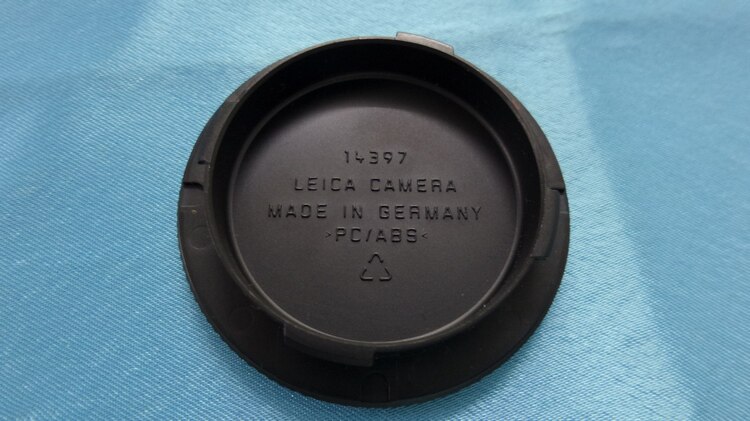 14397
LEICA CAMERA
MADE IN GERMANY
>PC/ABS<